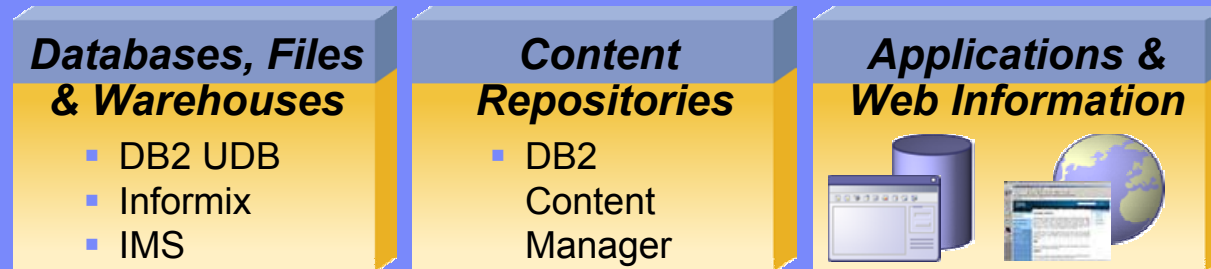 Databases, Files
& Warehouses
▪ DB2 UDB
▪ Informix
▪ IMS
Content
Repositories
▪ DB2
Content
Manager
Applications &
Web Information